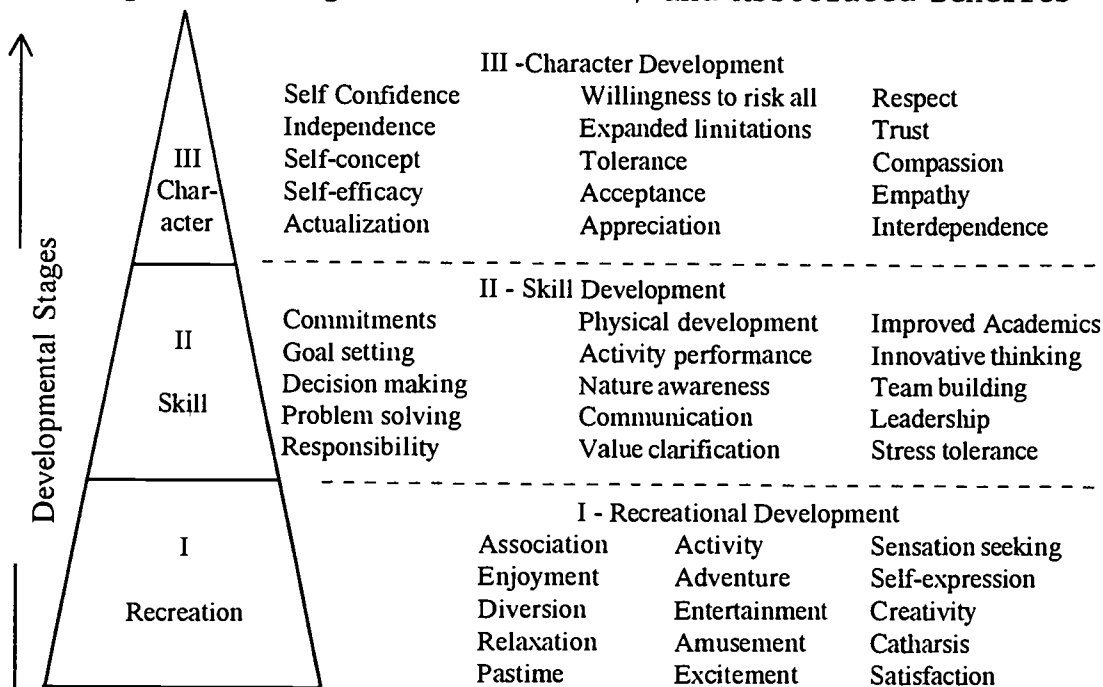 and Associated Benefits
Developmental Stages
III
Char-
acter
II
Skill
I
Recreation
III -Character Development
Self Confidence Willingness to risk all Respect
Independence Expanded limitations Trust
Self-concept Tolerance Compassion
Self-efficacy Acceptance Empathy
Actualization Appreciation Interdependence
II - Skill Development
Commitments Physical development Improved Academics
Goal setting Activity performance Innovative thinking
Decision making Nature awareness Team building
Problem solving Communication Leadership
Responsibility Value clarification Stress tolerance
I - Recreational Development
Association Activity Sensation seeking
Enjoyment Adventure Self-expression
Diversion Entertainment Creativity
Relaxation Amusement Catharsis
Pastime Excitement Satisfaction